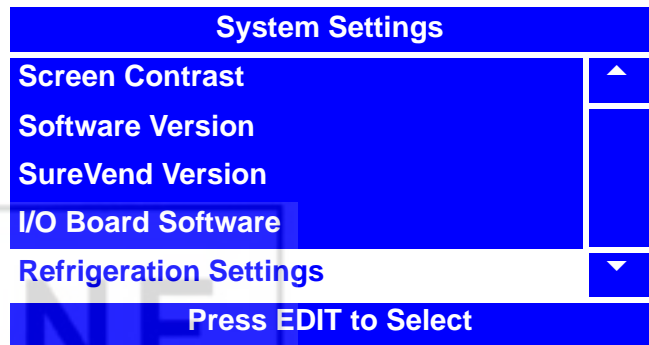 System Settings
Screen Contrast
Software Version
SureVend Version
I/O Board Software
Refrigeration Settings
Press EDIT to Select